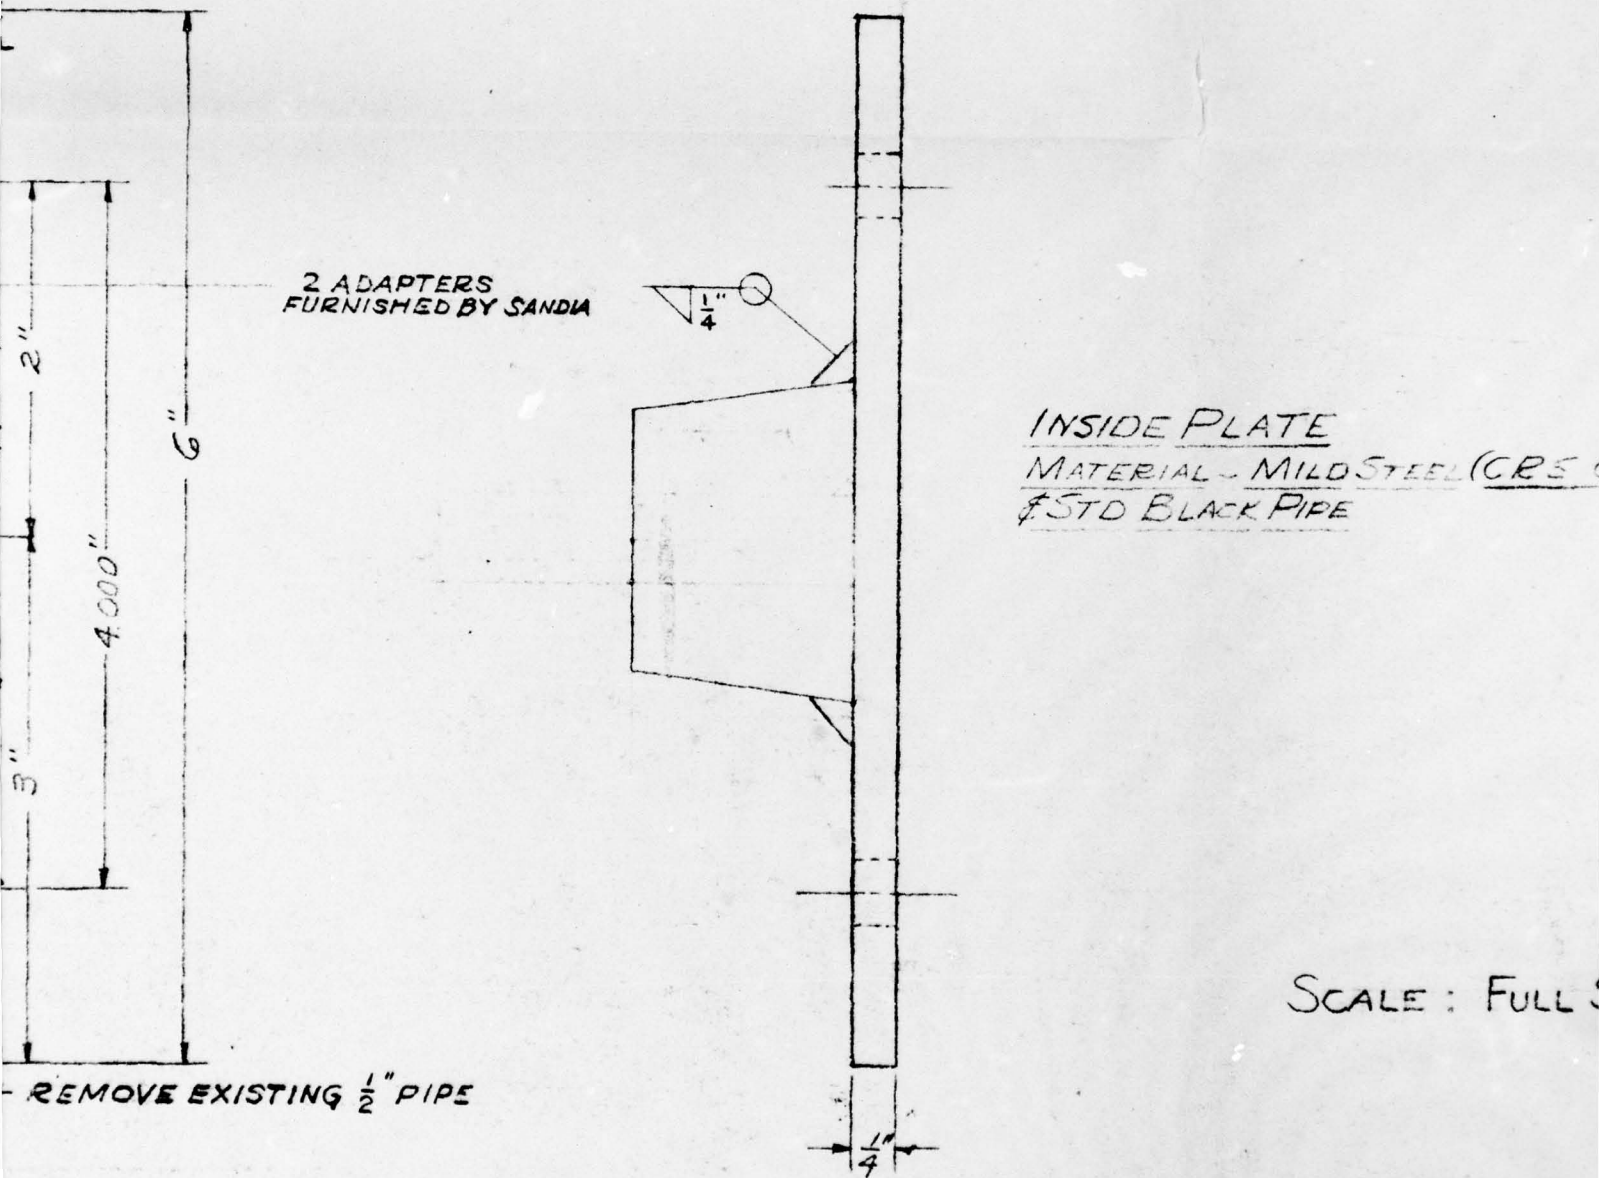 2 ADAPTERS
FURNISHED BY SANDIA
1/4"
2"
6"
4.000"
3"
INSIDE PLATE
MATERIAL - MILD STEEL (CRS
& STD BLACK PIPE
SCALE : FULL
- REMOVE EXISTING 1/2" PIPE
1/4"